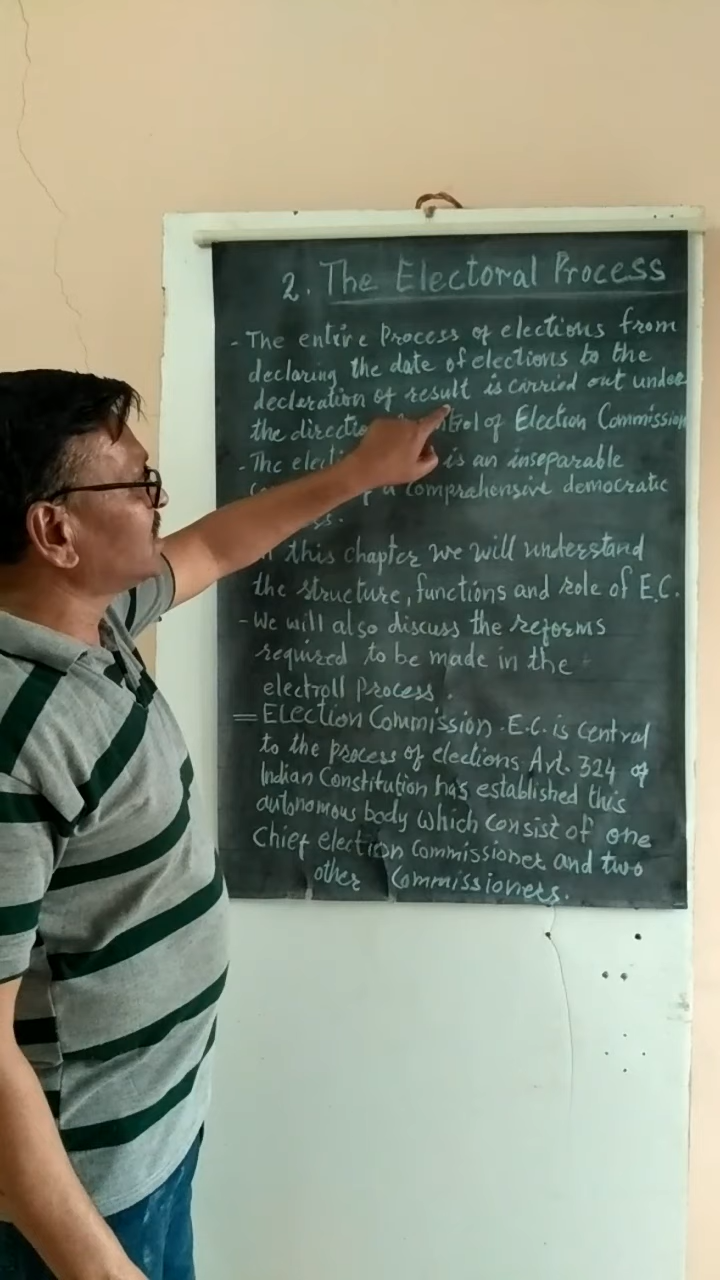 2. The Electoral Process
- The entire Process of elections from
declaring the date of elections to the
decleration of result is carried out under
the directio ntrol of Election Commission
- The elect is an inseparable
a Comprahensive democratic
ss.
this chapter we will understand
the structure, functions and role of E.C.
- We will also discuss the reforms
required to be made in the
electroll Process.
= Election Commission. E.C. is central
to the process of elections Art. 324 of
Indian Constitution has established this
autonomous body which consist of one
Chief election Commissioner and two
other Commissioners.